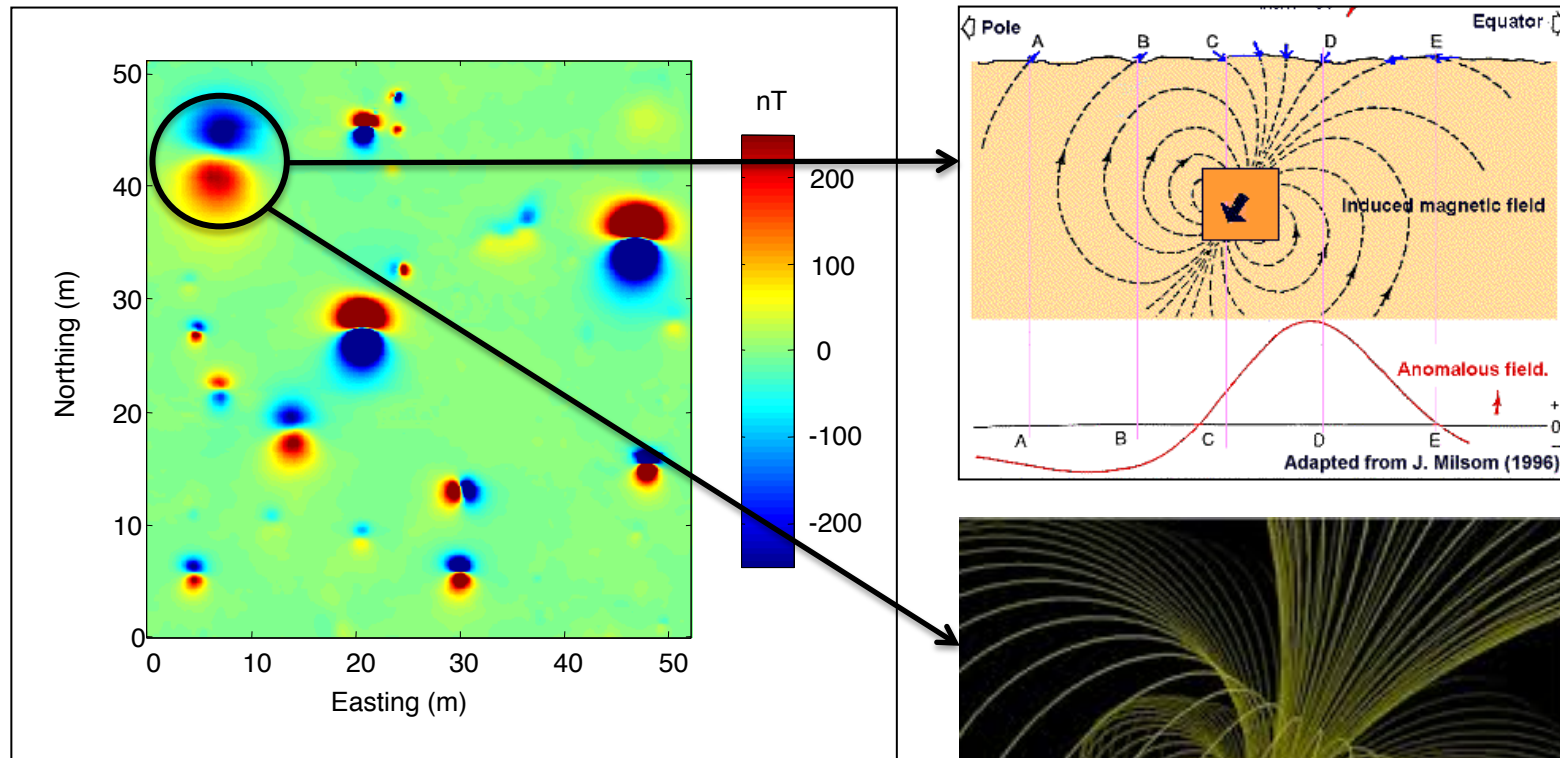 50
40
30
20
10
0
0 10 20 30 40 50
Northing (m)
Easting (m)
nT
200
100
0
-100
-200
Pole
Equator
A B C D E
Induced magnetic field
Anomalous field.
+
0
–
A B C D E
Adapted from J. Milsom (1996)